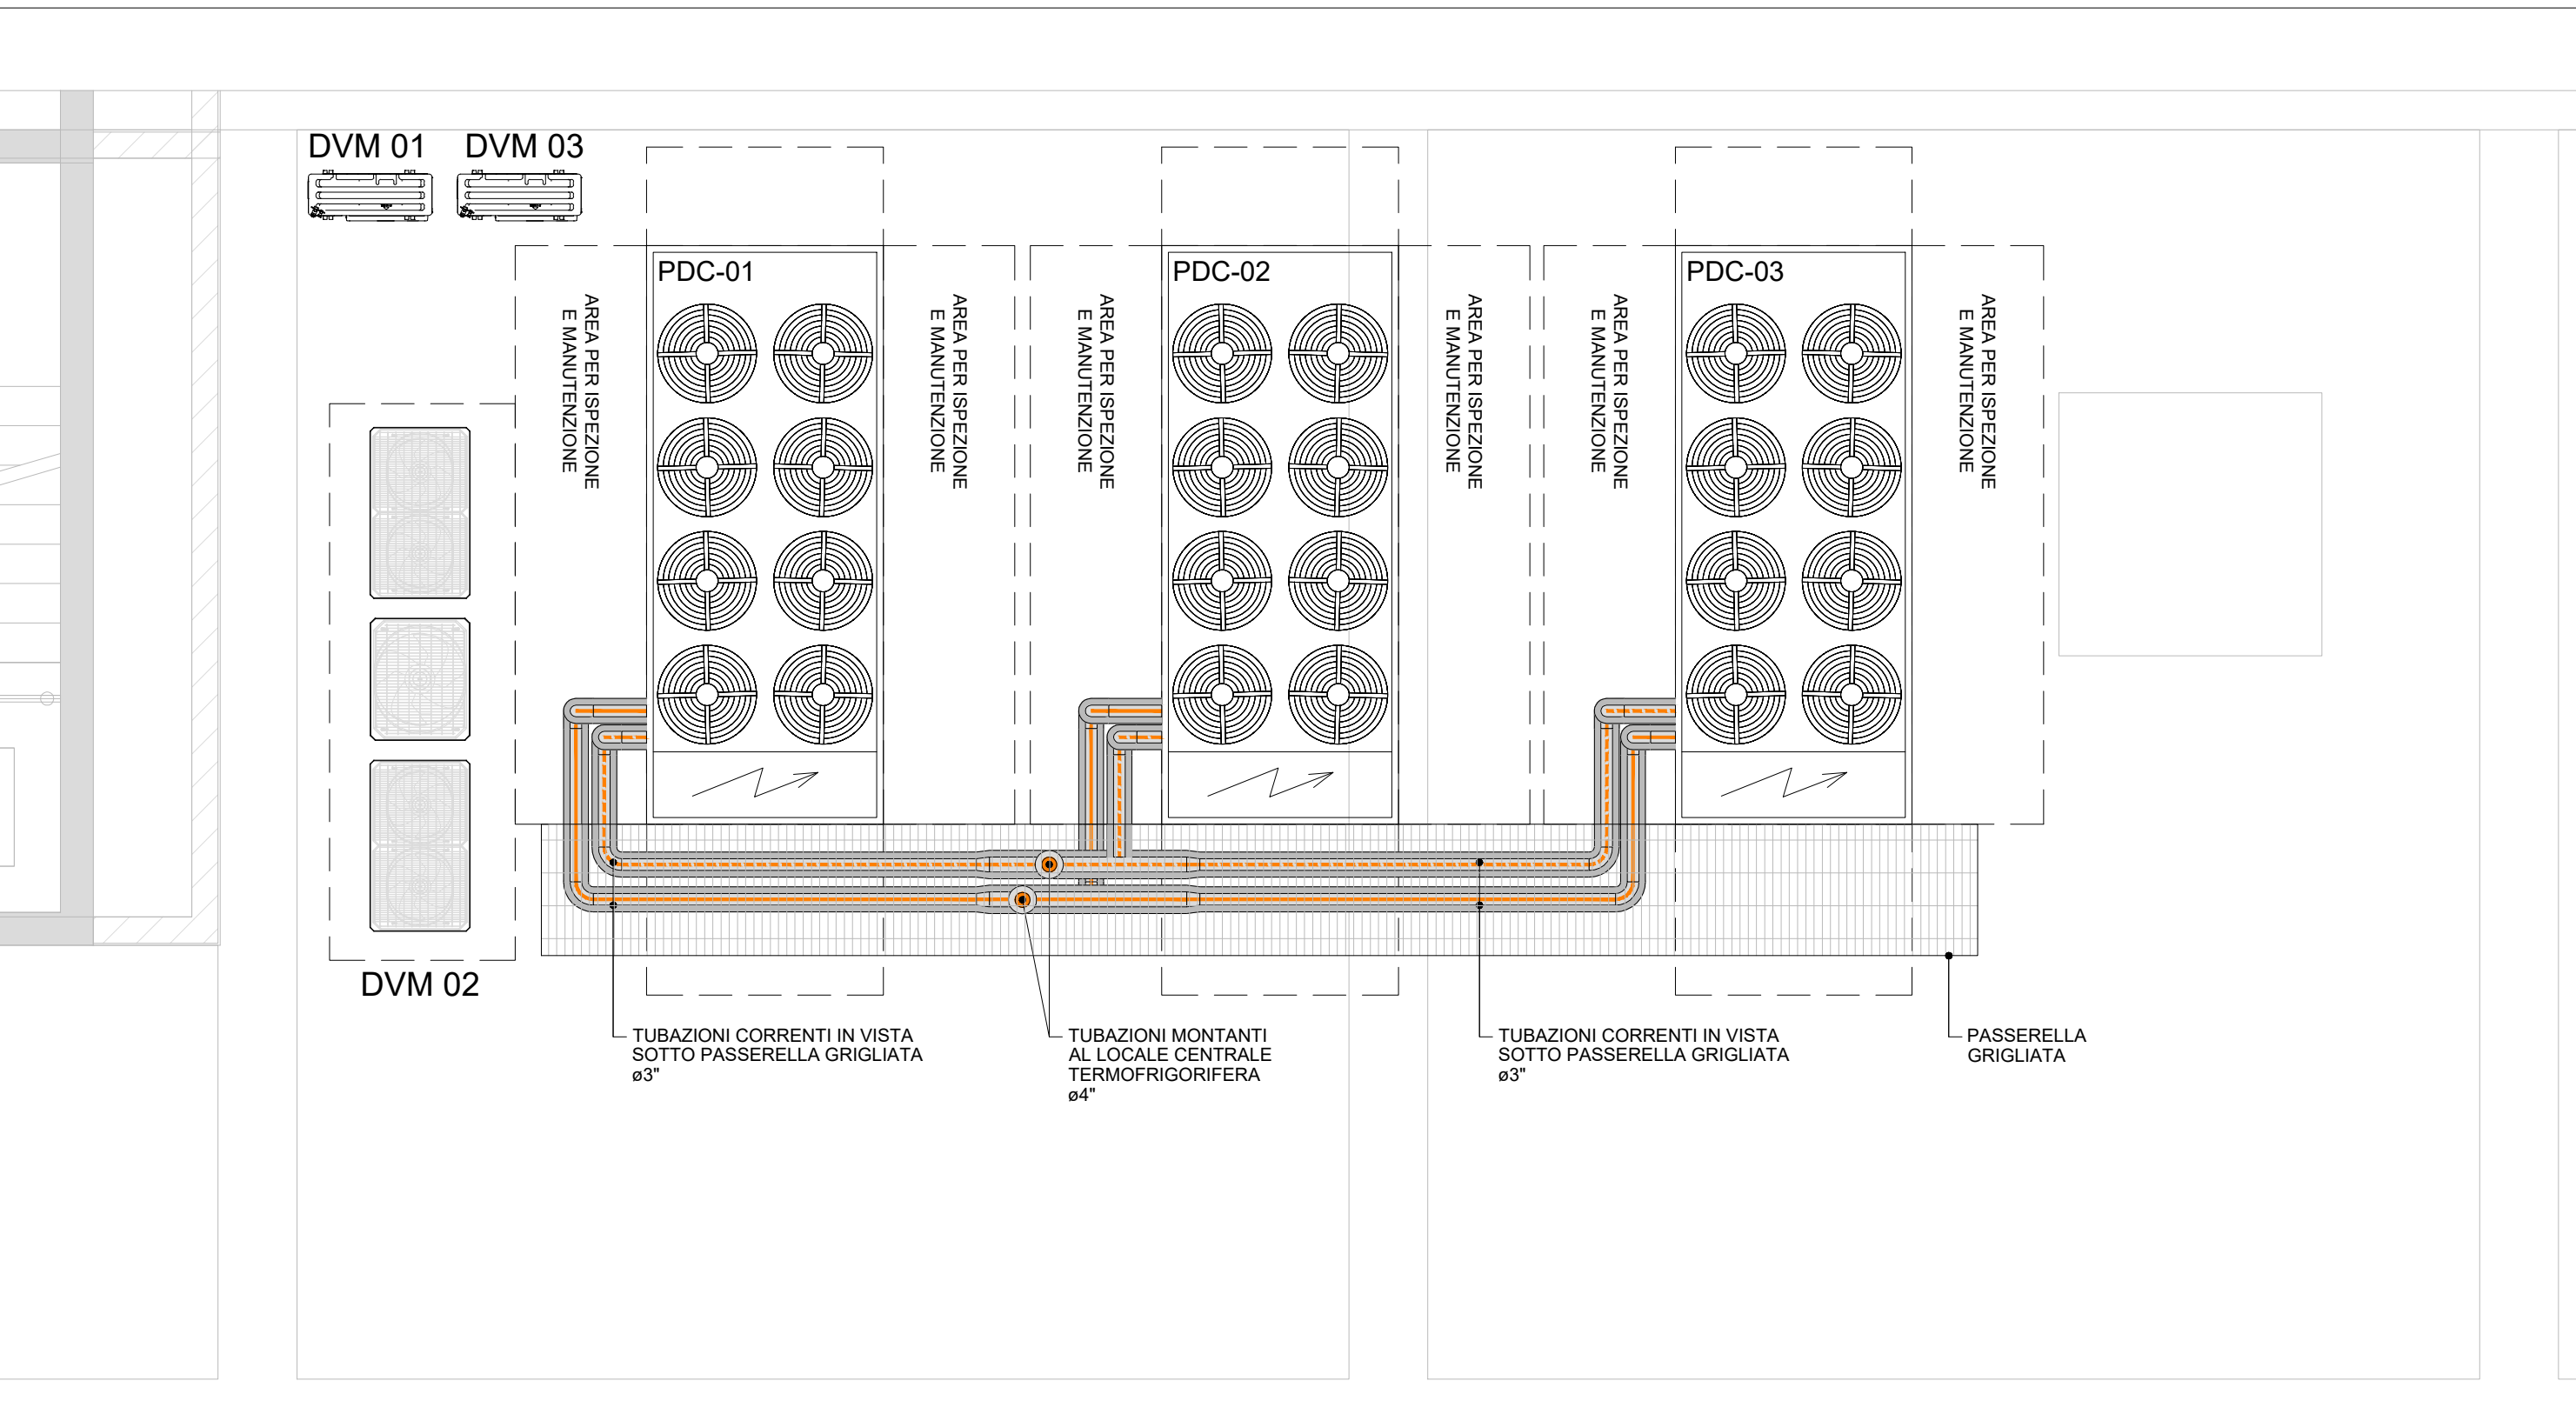 DVM 01
DVM 03
PDC-01
PDC-02
PDC-03
AREA PER ISPEZIONE
E MANUTENZIONE
AREA PER ISPEZIONE
E MANUTENZIONE
AREA PER ISPEZIONE
E MANUTENZIONE
AREA PER ISPEZIONE
E MANUTENZIONE
AREA PER ISPEZIONE
E MANUTENZIONE
AREA PER ISPEZIONE
E MANUTENZIONE
DVM 02
TUBAZIONI CORRENTI IN VISTA
SOTTO PASSERELLA GRIGLIATA
ø3"
TUBAZIONI MONTANTI
AL LOCALE CENTRALE
TERMOFRIGORIFERA
ø4"
TUBAZIONI CORRENTI IN VISTA
SOTTO PASSERELLA GRIGLIATA
ø3"
PASSERELLA
GRIGLIATA